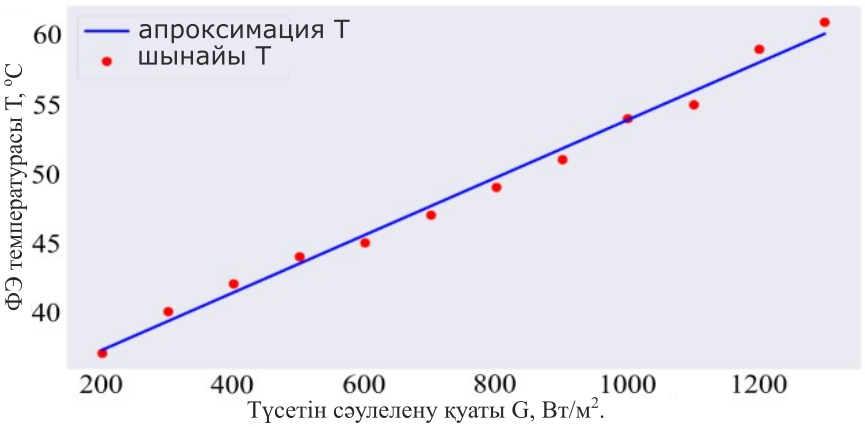 60
55
50
45
40
ФЭ температурасы Т, ºС
апроксимация Т
шынайы Т
200 400 600 800 1000 1200
Түсетін сәулелену қуаты G, Вт/м².